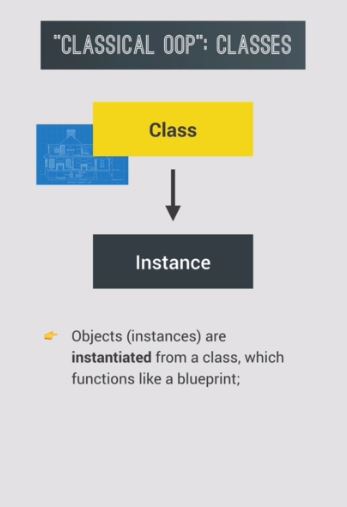 "CLASSICAL OOP": CLASSES
Class
Instance
👉 Objects (instances) are
instantiated from a class, which
functions like a blueprint;